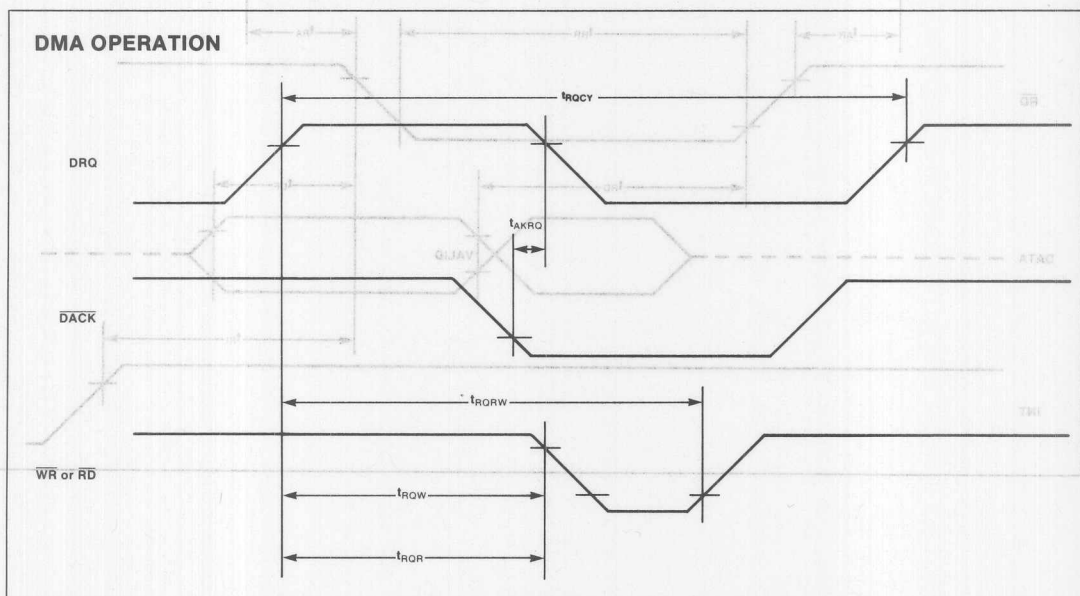 DMA OPERATION
tRQCY
DRQ
tAKRQ
DACK
tRQRW
WR or RD
tRQW
tRQR